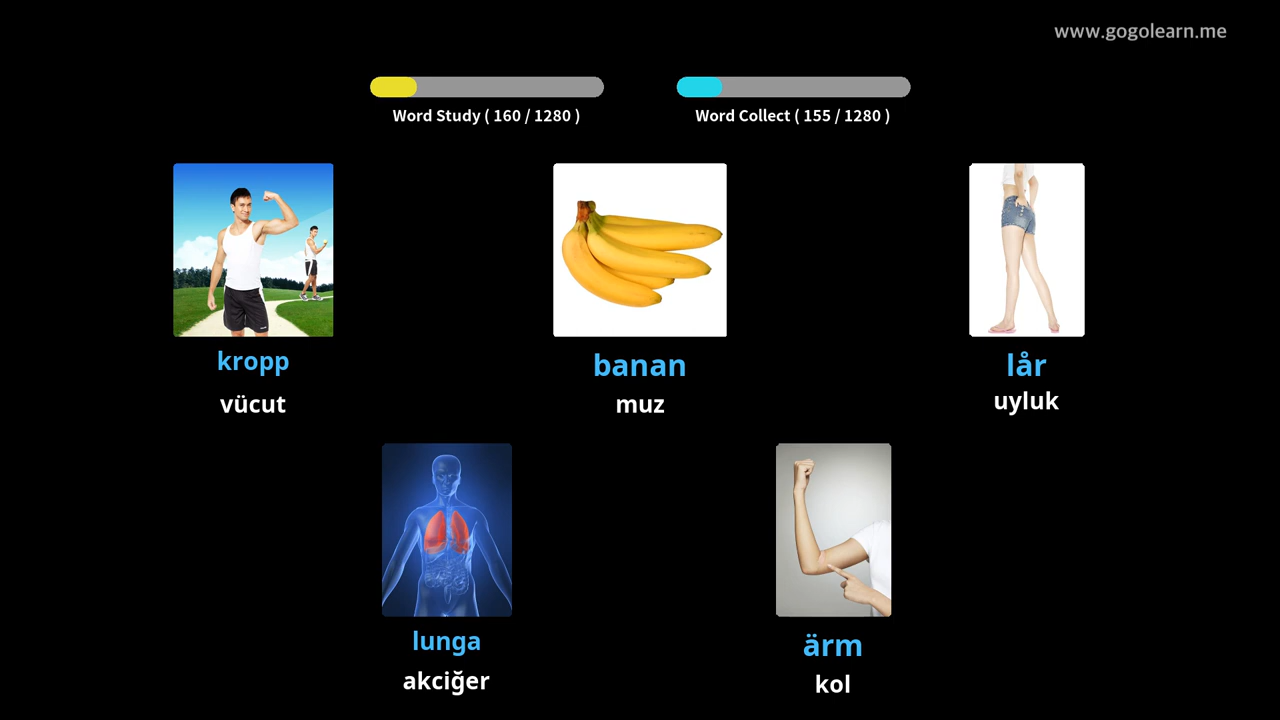 www.gogolearn.me
Word Study ( 160 / 1280 )
Word Collect ( 155 / 1280 )
kropp
vücut
banan
muz
lår
uyluk
lunga
akciğer
ärm
kol